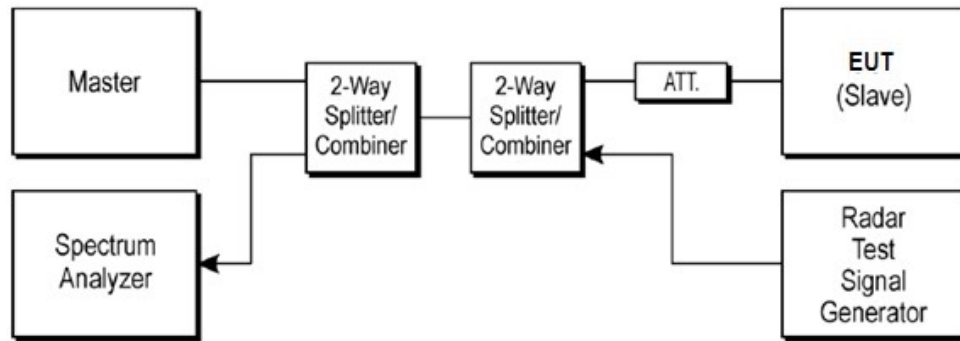 Master
2-Way
Splitter/
Combiner
2-Way
Splitter/
Combiner
ATT.
EUT
(Slave)
Spectrum
Analyzer
Radar
Test
Signal
Generator